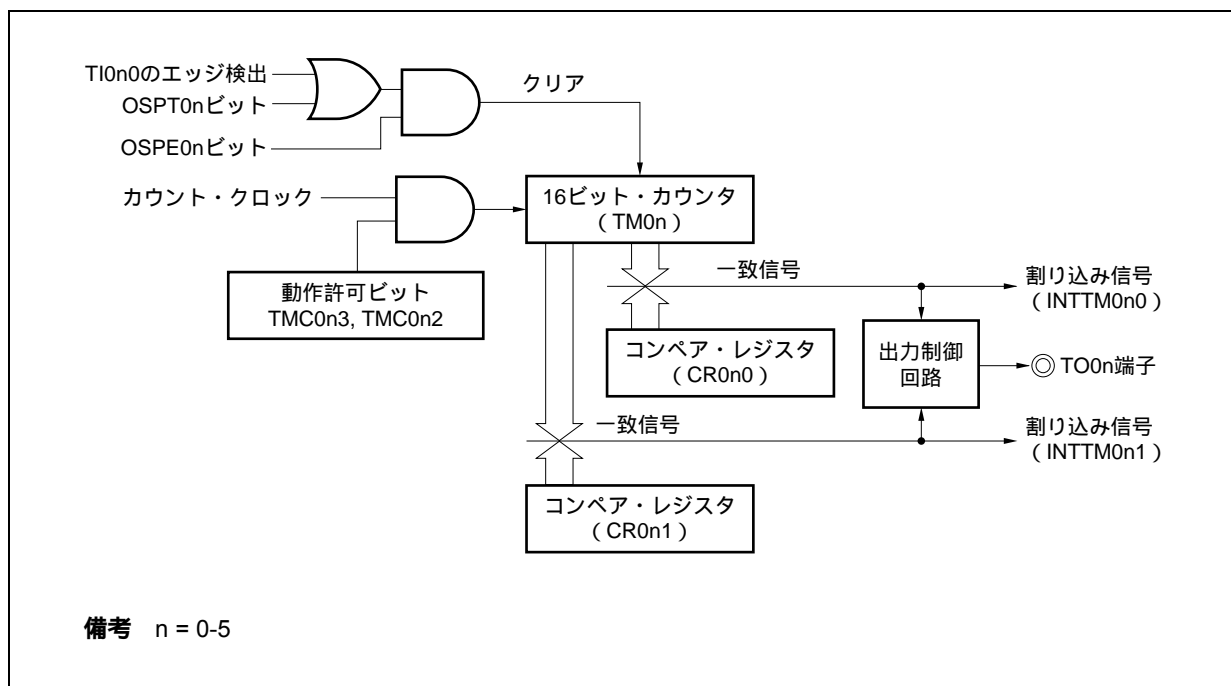 TI0n0のエッジ検出
OSPT0nビット
OSPE0nビット
クリア
カウント・クロック
16ビット・カウンタ
(TM0n)
動作許可ビット
TMC0n3, TMC0n2
一致信号
割り込み信号
(INTTM0n0)
コンペア・レジスタ
(CR0n0)
出力制御
回路
TO0n端子
一致信号
割り込み信号
(INTTM0n1)
コンペア・レジスタ
(CR0n1)
備考 n = 0-5